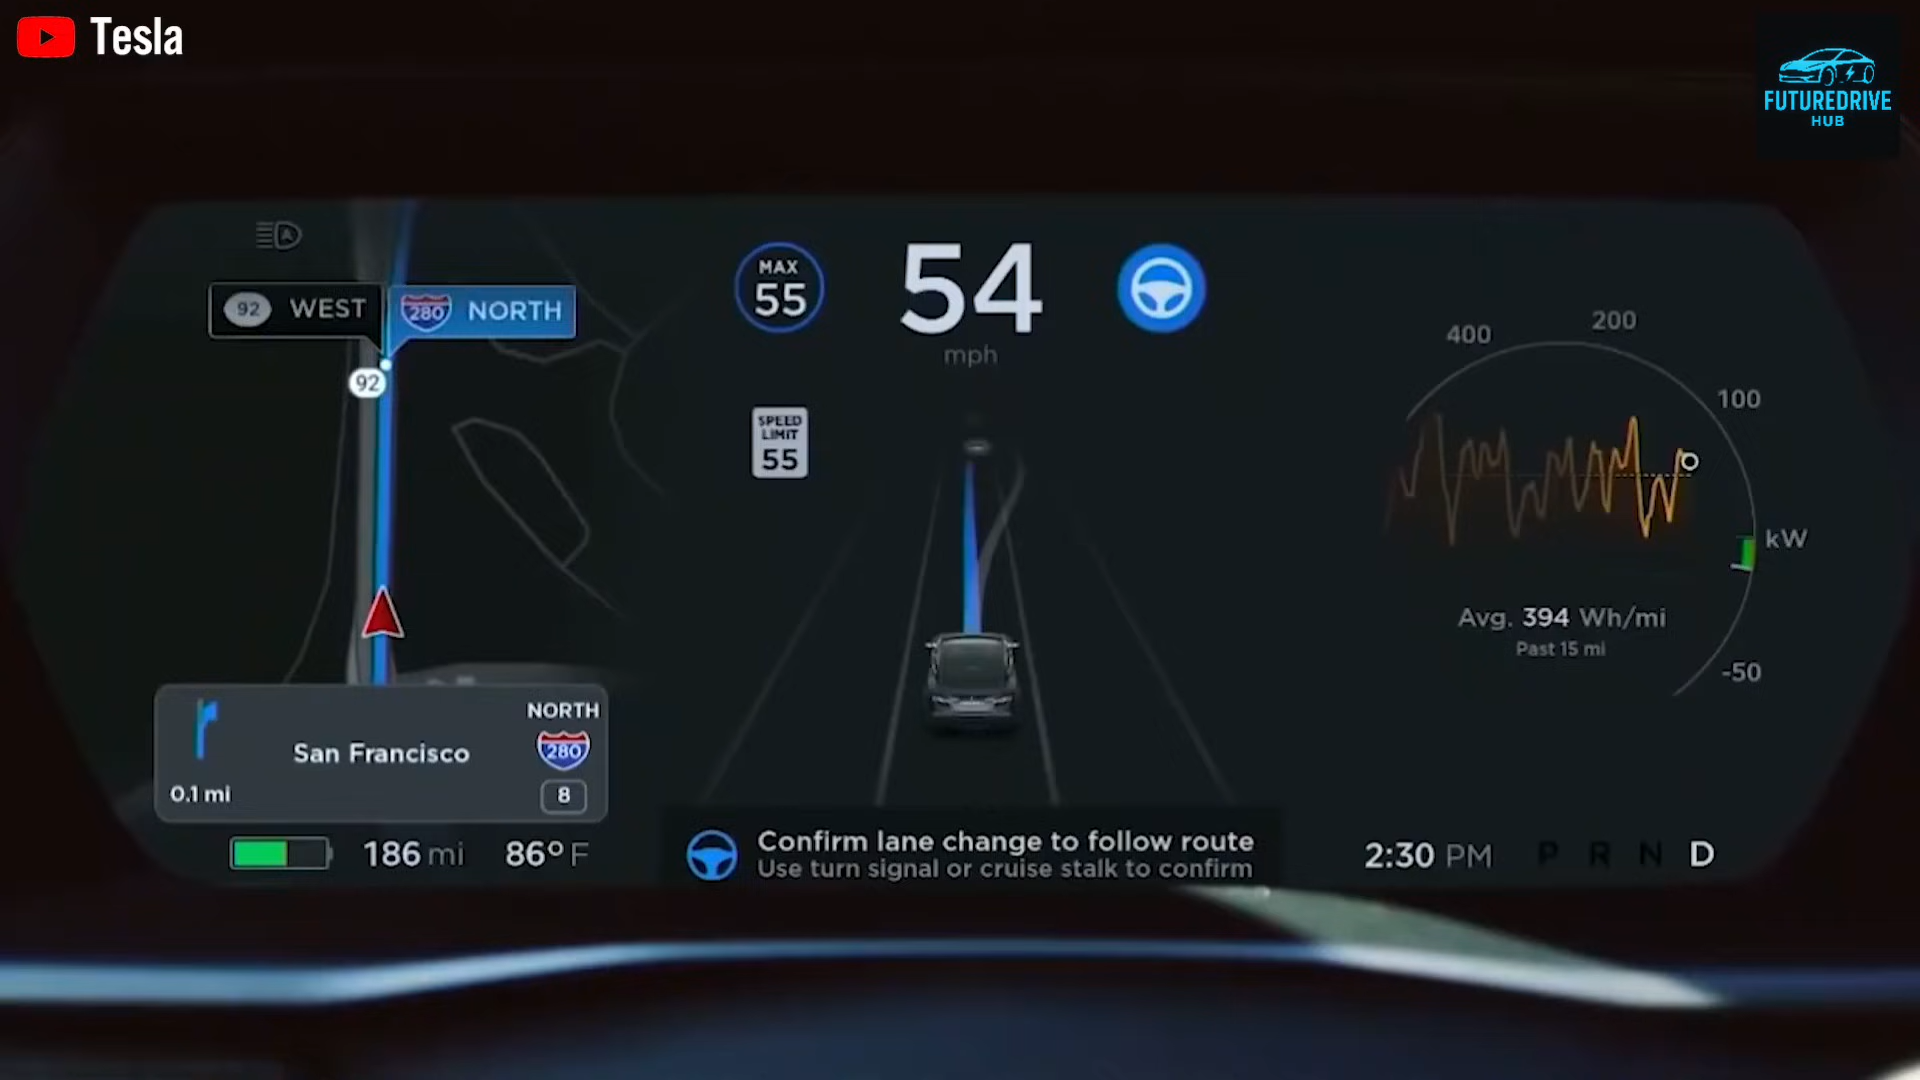 Tesla
FUTUREDRIVE
HUB
92 WEST
280 NORTH
92
MAX
55
54
mph
SPEED
LIMIT
55
400
200
100
kW
-50
Avg. 394 Wh/mi
Past 15 mi
NORTH
San Francisco
280
0.1 mi
8
186 mi
86° F
Confirm lane change to follow route
Use turn signal or cruise stalk to confirm
2:30 PM
P R N D